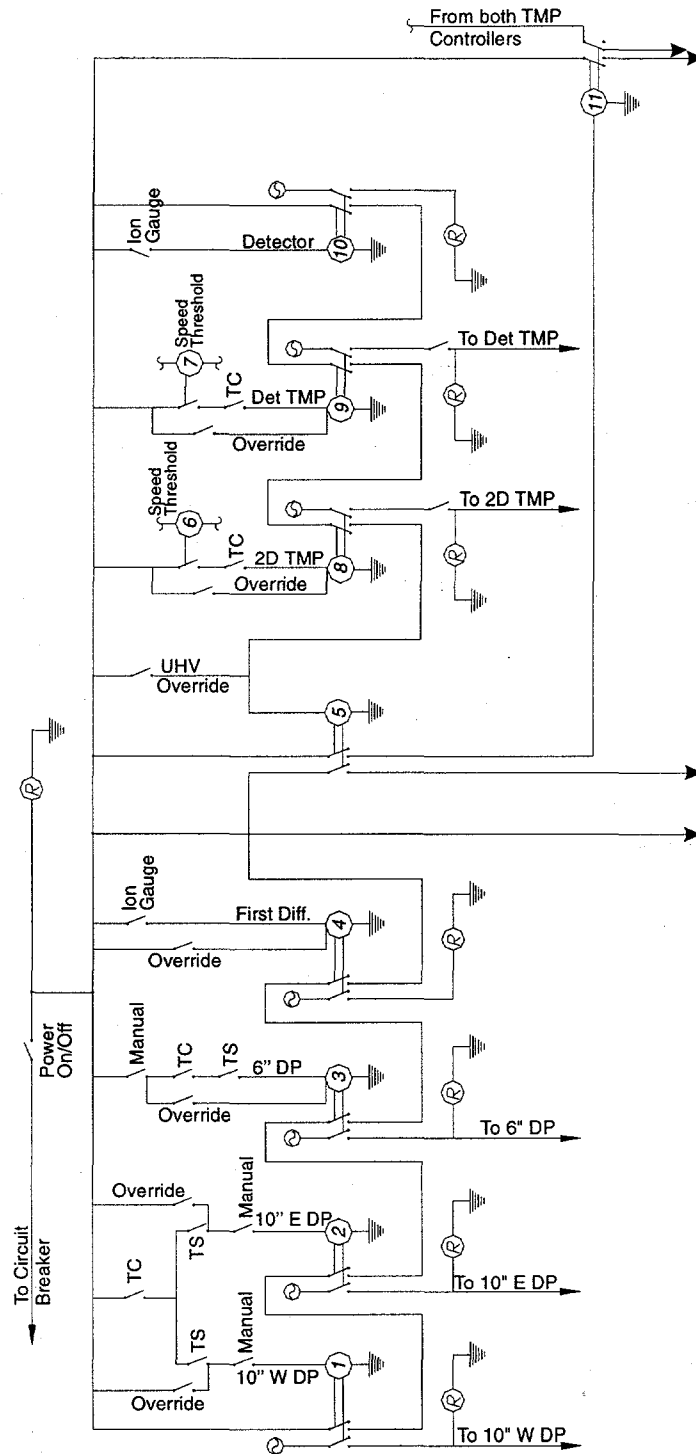 From both TMP
Controllers
11
Ion
Gauge
Detector
10
R
Speed
Threshold
7
TC
Det TMP
9
Override
To Det TMP
R
Speed
Threshold
6
TC
2D TMP
8
Override
To 2D TMP
R
UHV
Override
5
R
Ion
Gauge
First Diff.
4
Override
R
Power
On/Off
Manual
TC
TS
6" DP
3
Override
R
To 6" DP
To Circuit
Breaker
Override
TC
TS
Manual
10" E DP
2
R
To 10" E DP
TS
Manual
10" W DP
1
Override
R
To 10" W DP